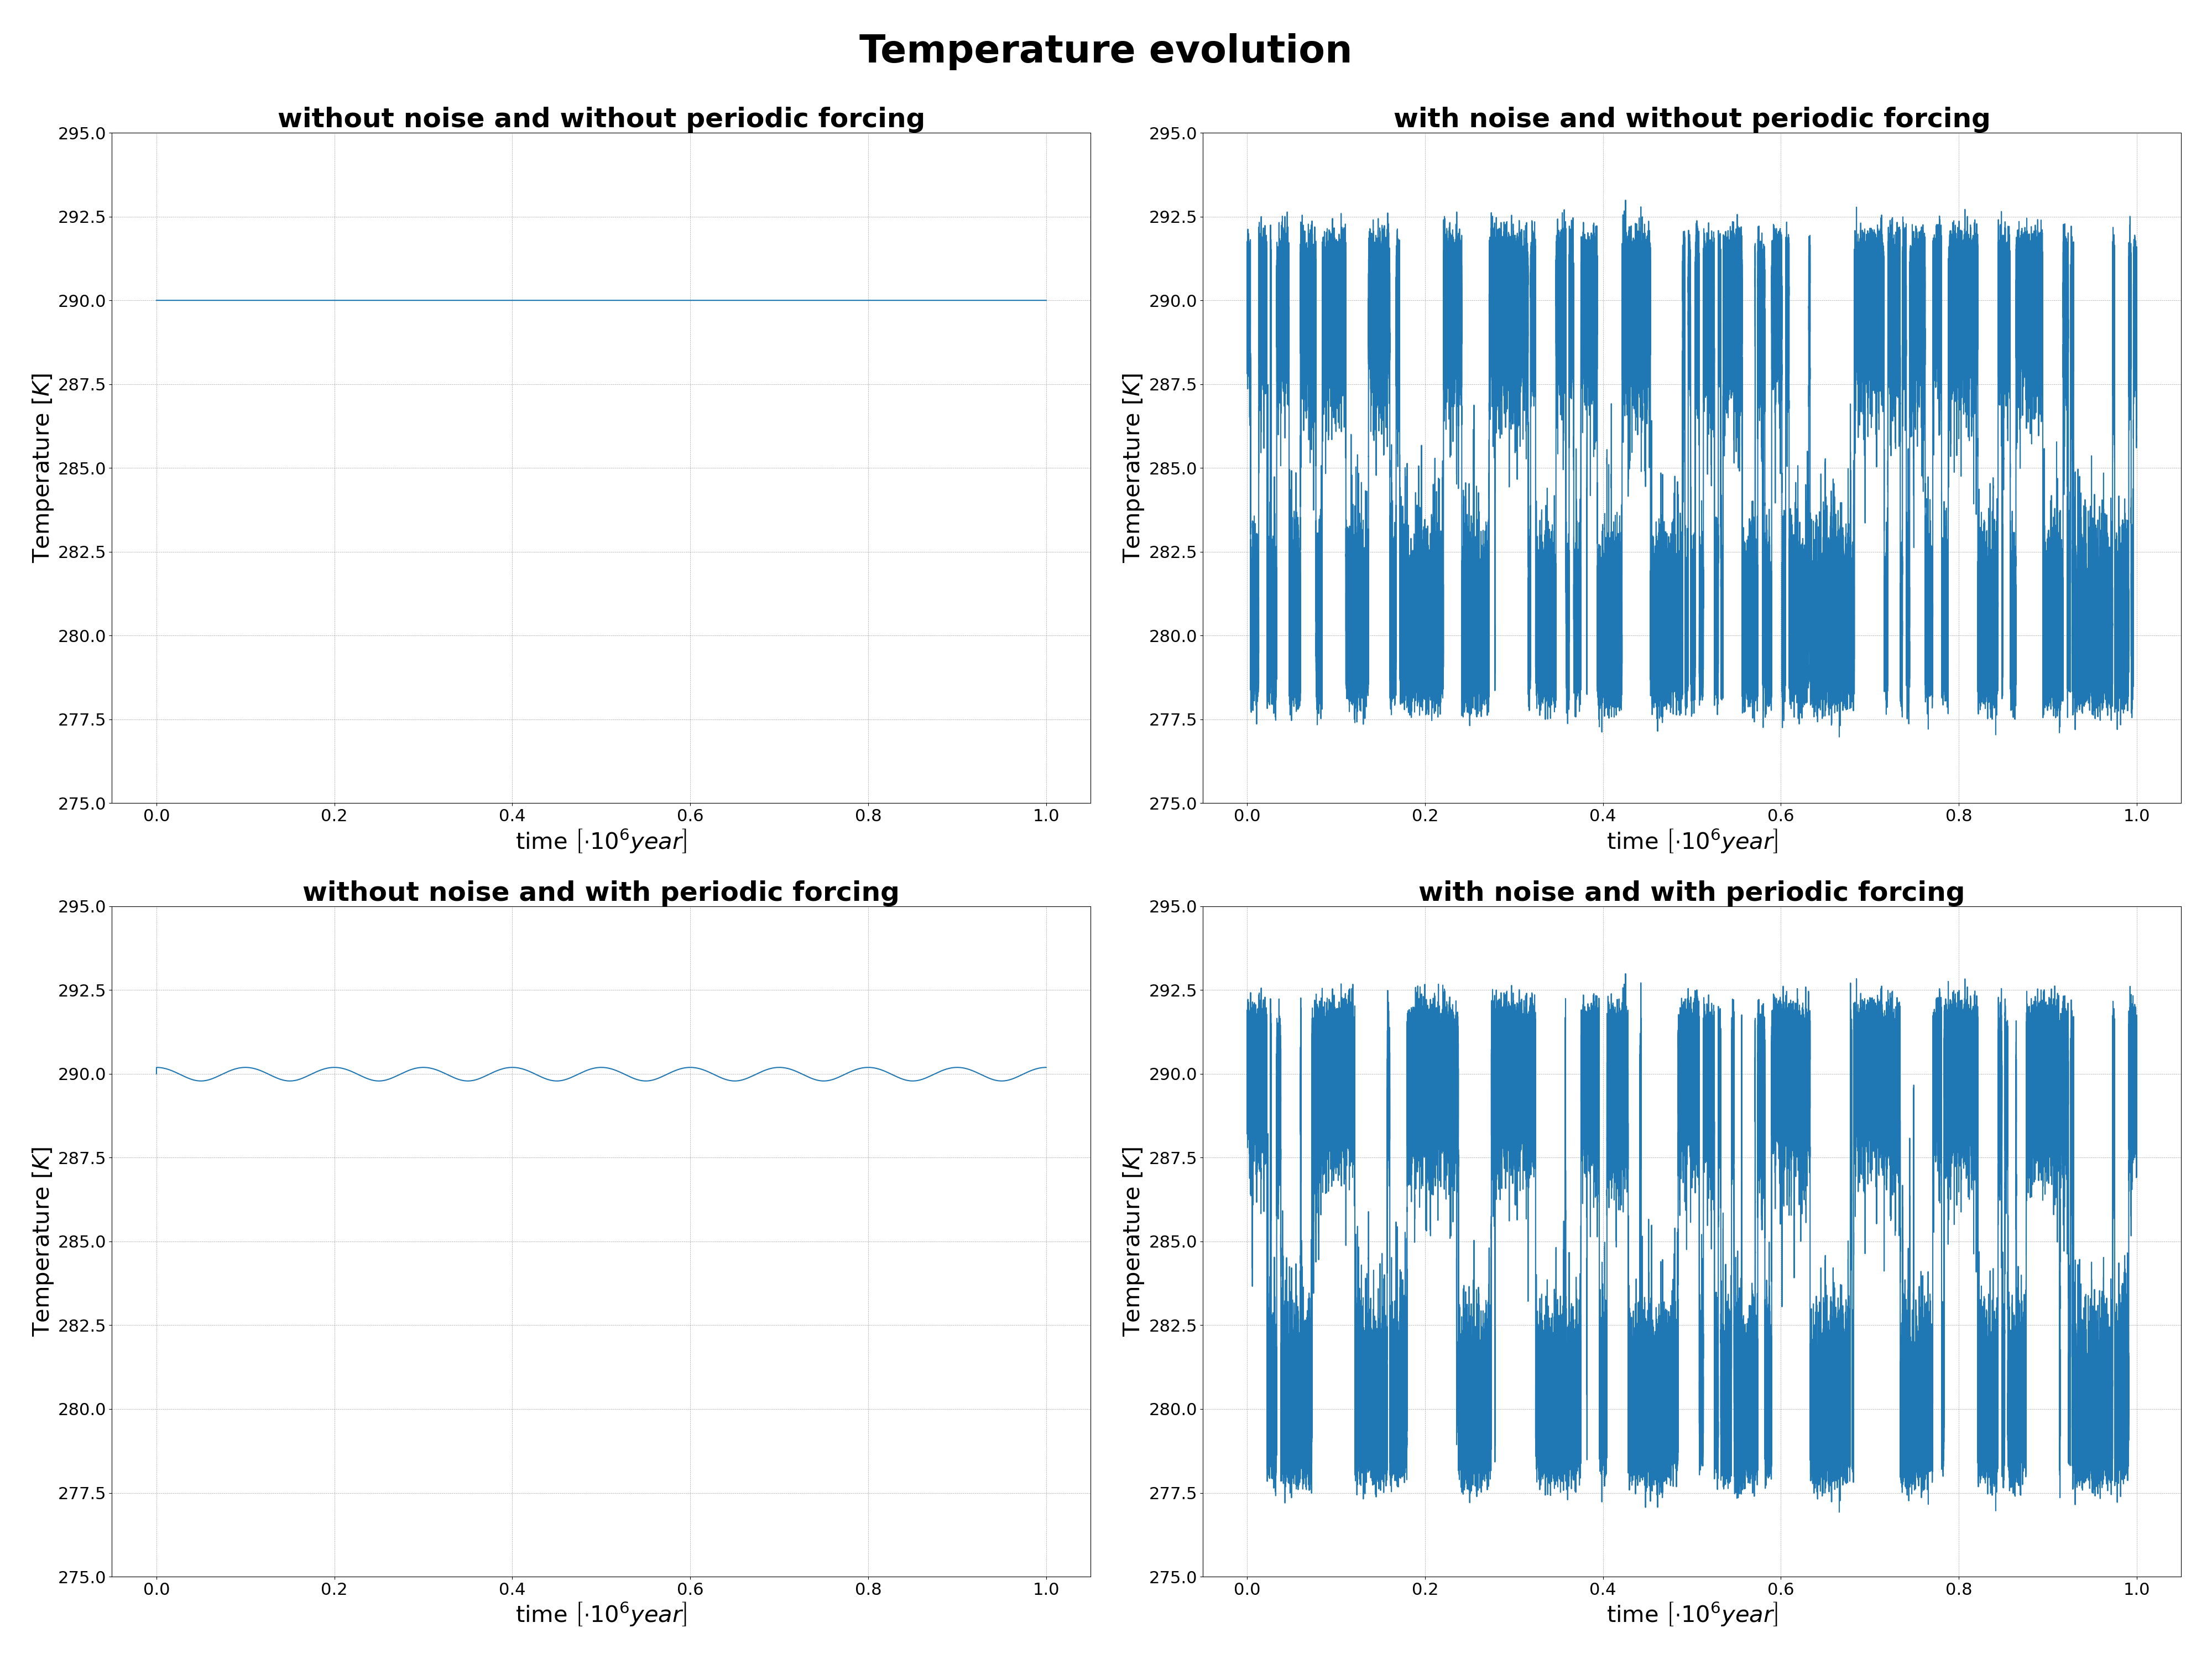 Temperature evolution
without noise and without periodic forcing
295.0
292.5
290.0
287.5
285.0
282.5
280.0
277.5
275.0
Temperature [K]
0.0 0.2 0.4 0.6 0.8 1.0
time [·10⁶year]
with noise and without periodic forcing
295.0
292.5
290.0
287.5
285.0
282.5
280.0
277.5
275.0
Temperature [K]
0.0 0.2 0.4 0.6 0.8 1.0
time [·10⁶year]
without noise and with periodic forcing
295.0
292.5
290.0
287.5
285.0
282.5
280.0
277.5
275.0
Temperature [K]
0.0 0.2 0.4 0.6 0.8 1.0
time [·10⁶year]
with noise and with periodic forcing
295.0
292.5
290.0
287.5
285.0
282.5
280.0
277.5
275.0
Temperature [K]
0.0 0.2 0.4 0.6 0.8 1.0
time [·10⁶year]